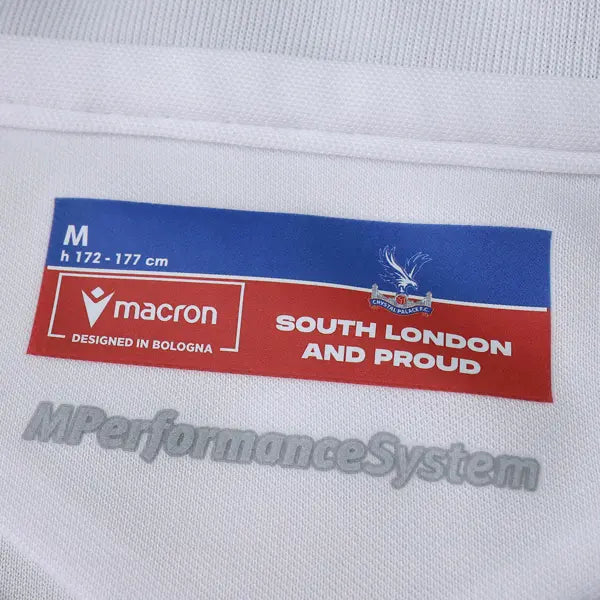 M
h 172 - 177 cm
CRYSTAL PALACE F.C.
macron
DESIGNED IN BOLOGNA
SOUTH LONDON
AND PROUD
MPerformanceSystem